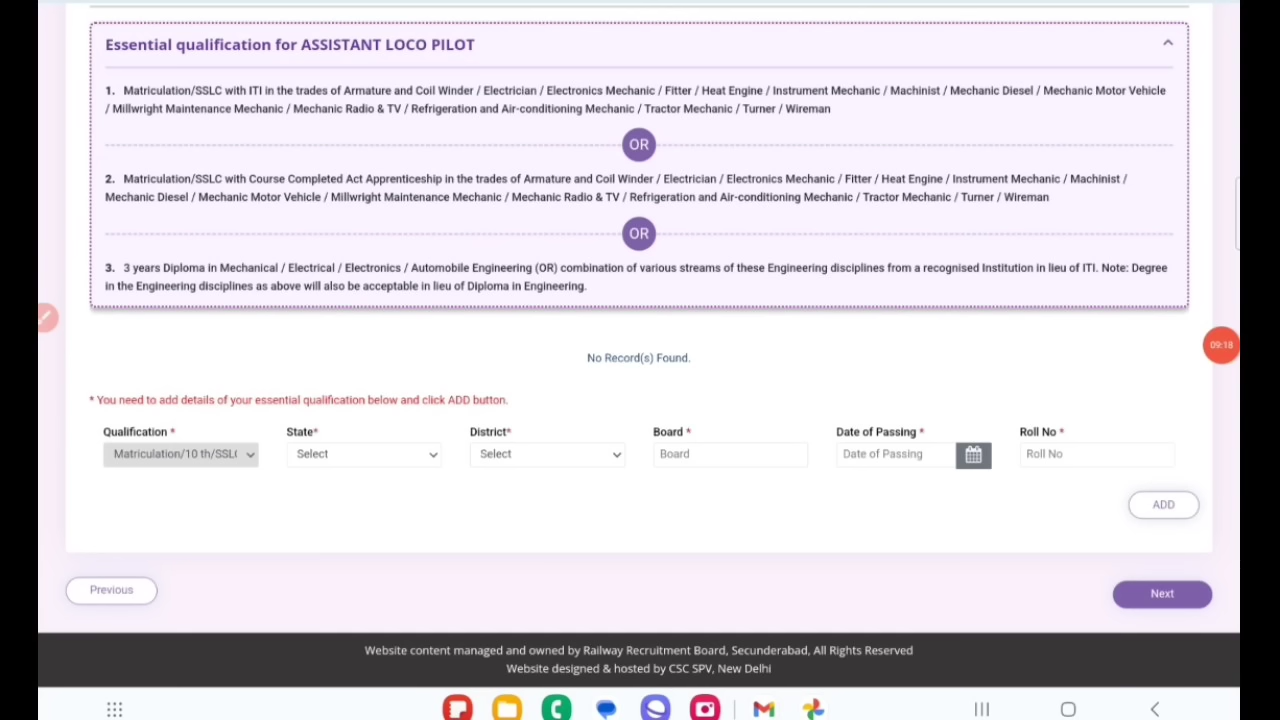 Essential qualification for ASSISTANT LOCO PILOT
1. Matriculation/SSLC with ITI in the trades of Armature and Coil Winder / Electrician / Electronics Mechanic / Fitter / Heat Engine / Instrument Mechanic / Machinist / Mechanic Diesel / Mechanic Motor Vehicle
/ Millwright Maintenance Mechanic / Mechanic Radio & TV / Refrigeration and Air-conditioning Mechanic / Tractor Mechanic / Turner / Wireman
OR
2. Matriculation/SSLC with Course Completed Act Apprenticeship in the trades of Armature and Coil Winder / Electrician / Electronics Mechanic / Fitter / Heat Engine / Instrument Mechanic / Machinist /
Mechanic Diesel / Mechanic Motor Vehicle / Millwright Maintenance Mechanic / Mechanic Radio & TV / Refrigeration and Air-conditioning Mechanic / Tractor Mechanic / Turner / Wireman
OR
3. 3 years Diploma in Mechanical / Electrical / Electronics / Automobile Engineering (OR) combination of various streams of these Engineering disciplines from a recognised Institution in lieu of ITI. Note: Degree
in the Engineering disciplines as above will also be acceptable in lieu of Diploma in Engineering.
09:18
No Record(s) Found.
* You need to add details of your essential qualification below and click ADD button.
Qualification * State* District* Board * Date of Passing * Roll No *
Matriculation/10 th/SSL( Select Select Board Date of Passing Roll No
ADD
Previous Next
Website content managed and owned by Railway Recruitment Board, Secunderabad, All Rights Reserved
Website designed & hosted by CSC SPV, New Delhi